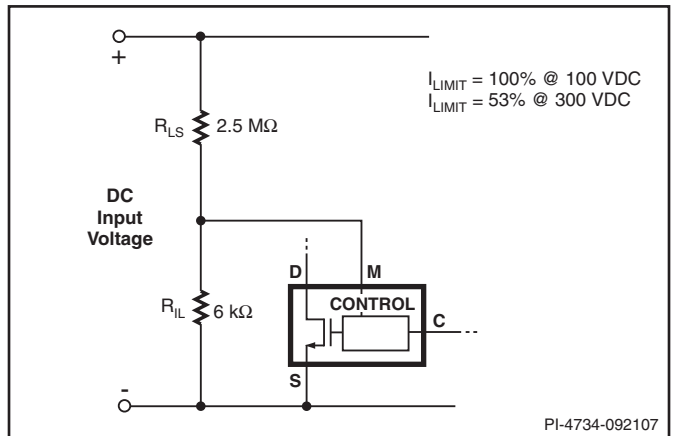 +
I_LIMIT = 100% @ 100 VDC
I_LIMIT = 53% @ 300 VDC
R_LS 2.5 MΩ
DC
Input
Voltage
D M
R_IL 6 kΩ
CONTROL
C
S
-
PI-4734-092107